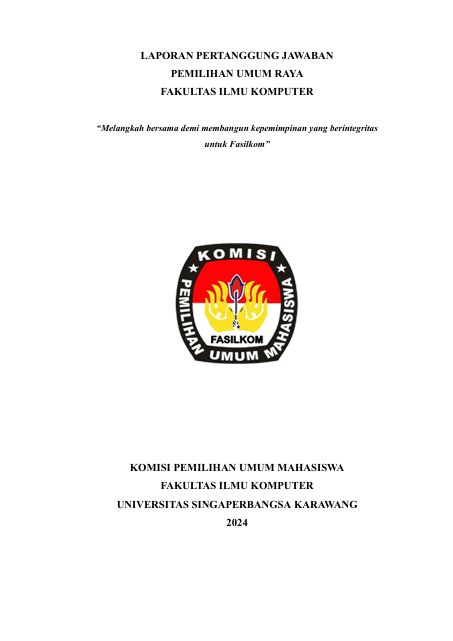 LAPORAN PERTANGGUNG JAWABAN
PEMILIHAN UMUM RAYA
FAKULTAS ILMU KOMPUTER
“Melangkah bersama demi membangun kepemimpinan yang berintegritas
untuk Fasilkom”
KOMISI
PEMILIHAN UMUM MAHASISWA
FASILKOM
KOMISI PEMILIHAN UMUM MAHASISWA
FAKULTAS ILMU KOMPUTER
UNIVERSITAS SINGAPERBANGSA KARAWANG
2024